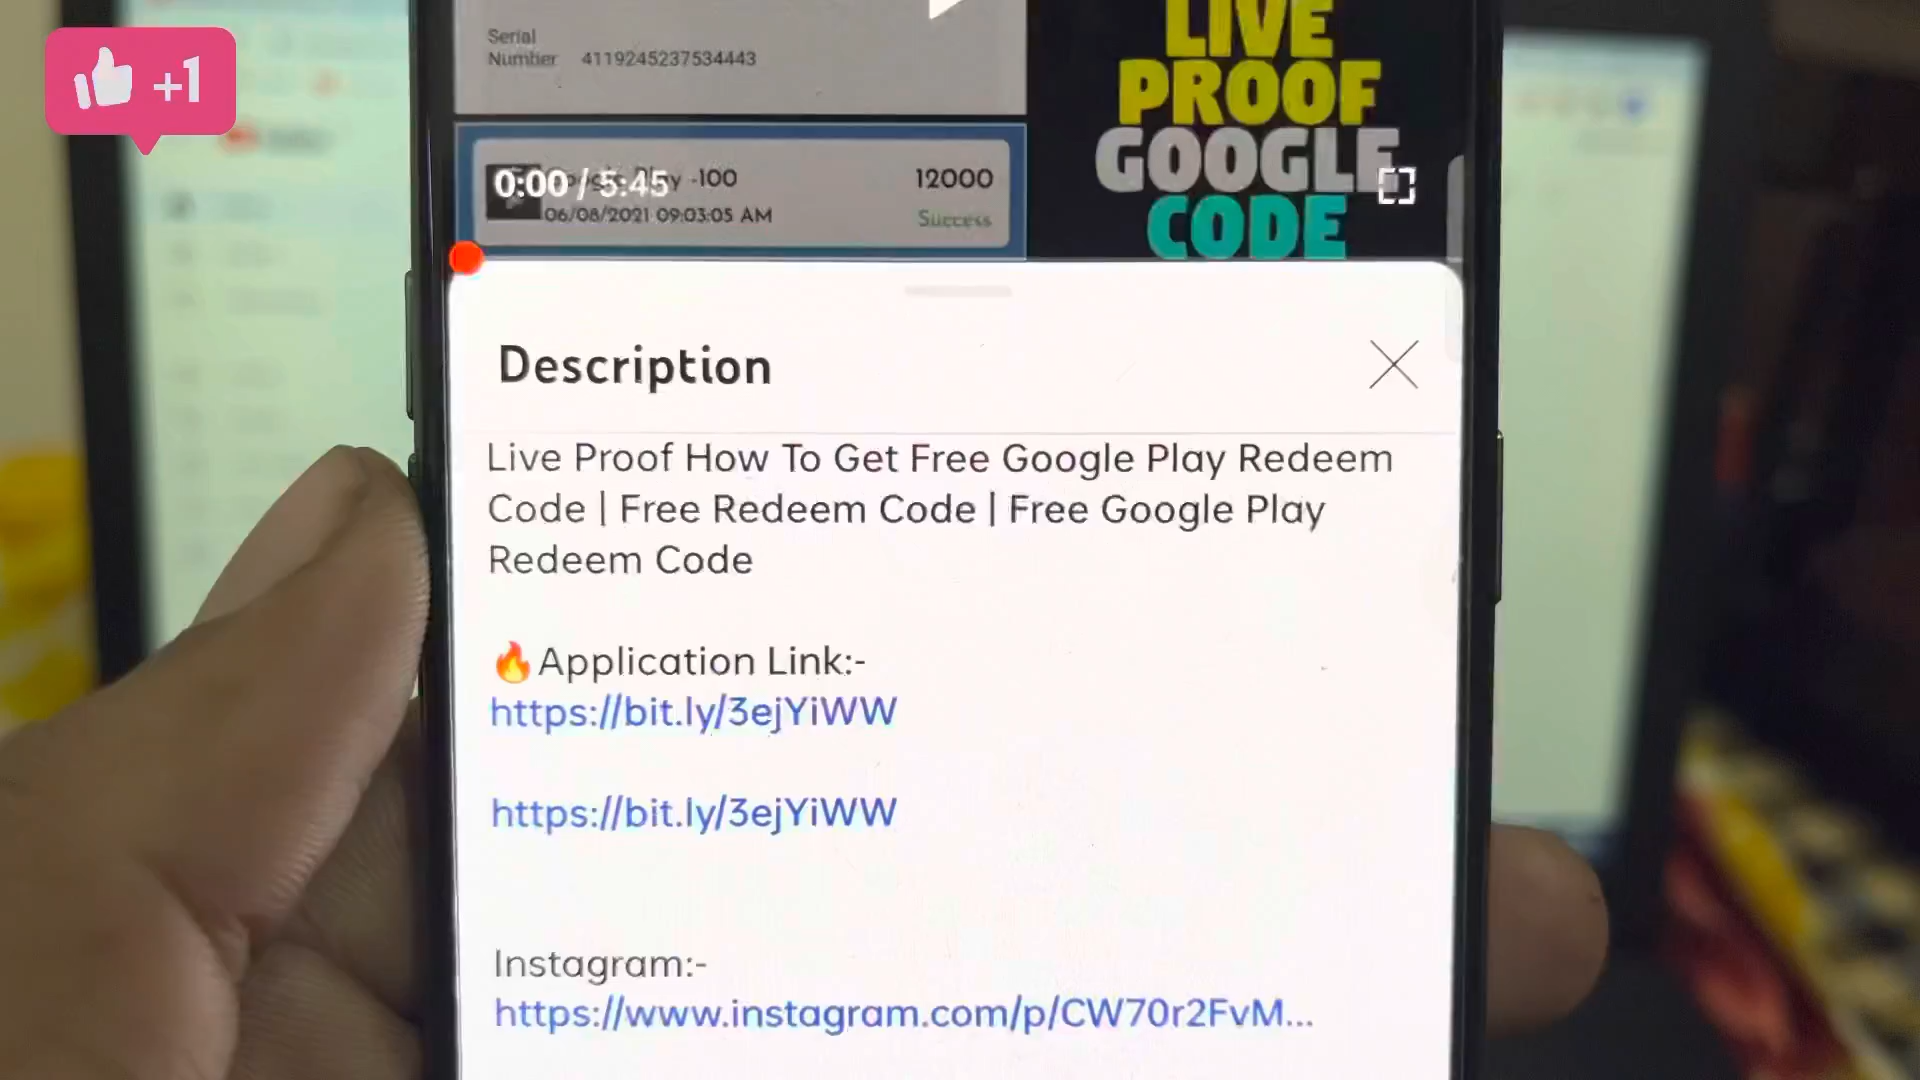 +1
Serial
Number 4119245237534443
LIVE
PROOF
GOOGLE
CODE
0:00 / 5:45
-100
12000
06/08/2021 09:03:05 AM
Success
Description
Live Proof How To Get Free Google Play Redeem
Code | Free Redeem Code | Free Google Play
Redeem Code
🔥Application Link:-
https://bit.ly/3ejYiWW
https://bit.ly/3ejYiWW
Instagram:-
https://www.instagram.com/p/CW70r2FvM...